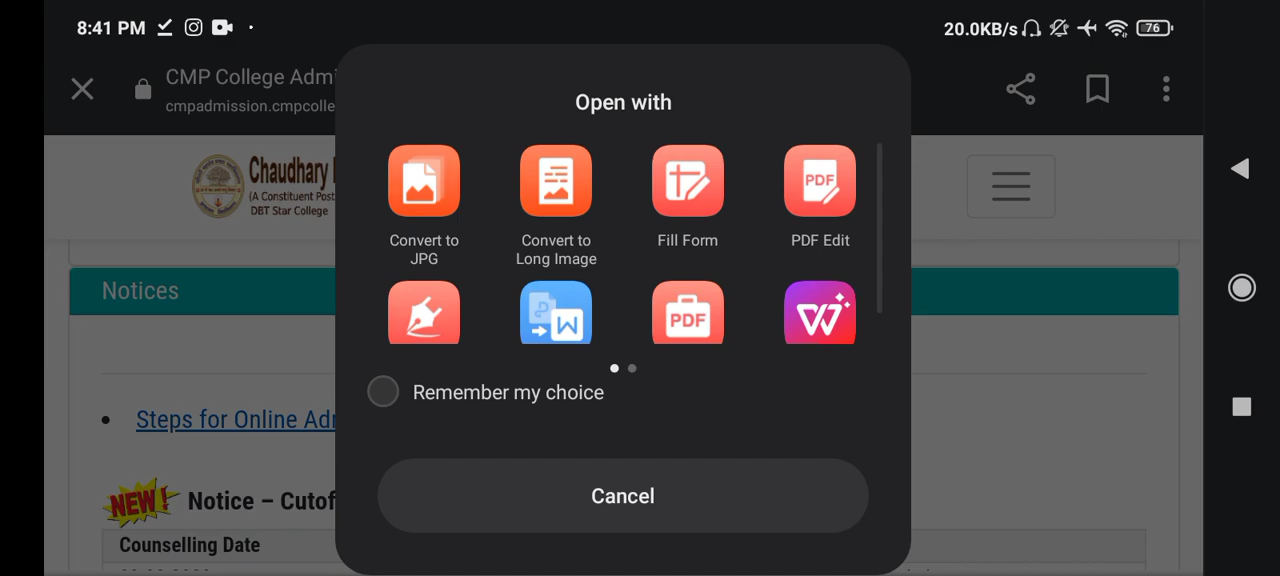 8:41 PM
20.0KB/s
76
CMP College Admi
cmpadmission.cmpcolle
Open with
Chaudhary
(A Constituent Post
DBT Star College
PDF
Convert to JPG
Convert to Long Image
Fill Form
PDF Edit
Notices
W
PDF
W
Remember my choice
Steps for Online Adm
NEW!
Notice – Cutof
Cancel
Counselling Date